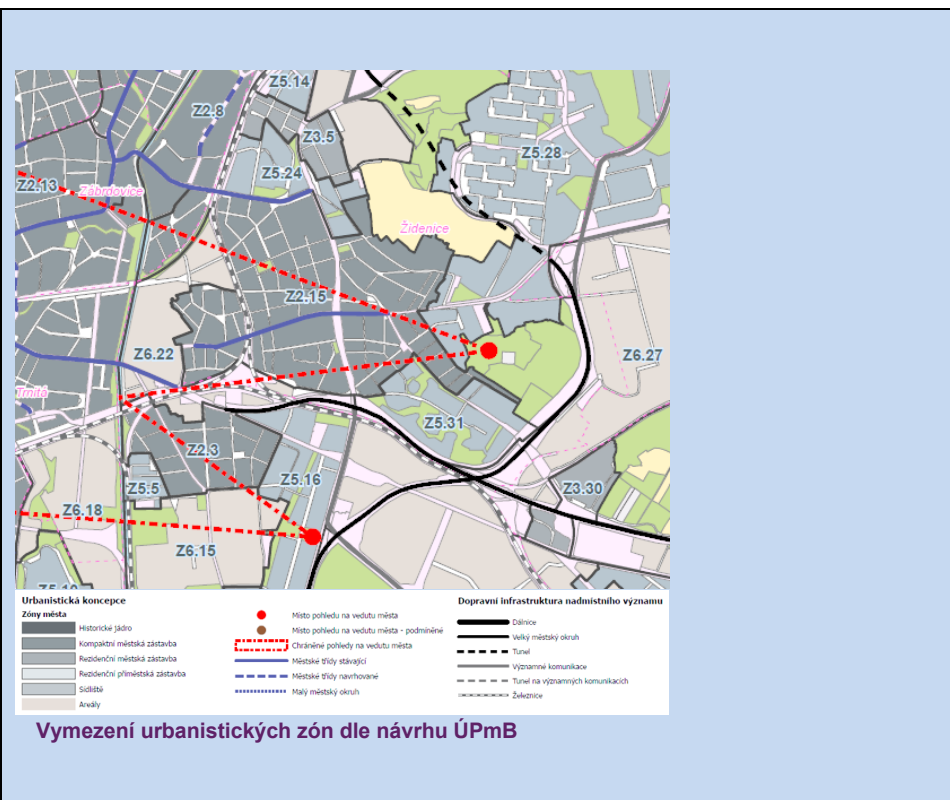 Z5.14
Z2.8
Z3.5
Z5.28
Z5.24
Z2.13
Zábrdovice
Židenice
Z2.15
Z6.22
Z6.27
Trnitá
Z5.31
Z2.3
Z5.5
Z5.16
Z3.30
Z6.18
Z6.15
Z5.10
Urbanistická koncepce
Zóny města
Historické jádro
Kompaktní městská zástavba
Rezidenční městská zástavba
Rezidenční příměstská zástavba
Sídliště
Areály
Místo pohledu na vedutu města
Místo pohledu na vedutu města - podmíněné
Chráněné pohledy na vedutu města
Městské třídy stávající
Městské třídy navrhované
Malý městský okruh
Dopravní infrastruktura nadmístního významu
Dálnice
Velký městský okruh
Tunel
Významné komunikace
Tunel na významných komunikacích
Železnice
Vymezení urbanistických zón dle návrhu ÚPmB